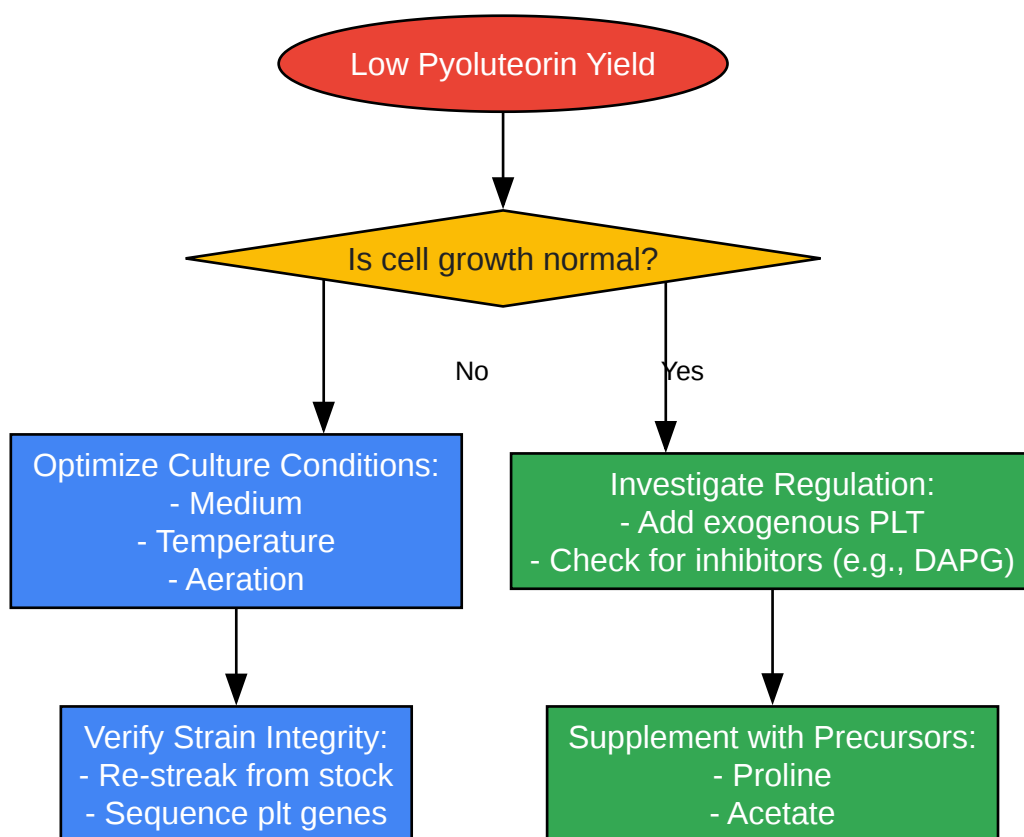 Low Pyoluteorin Yield
Is cell growth normal?
No
Yes
Optimize Culture Conditions:
- Medium
- Temperature
- Aeration
Investigate Regulation:
- Add exogenous PLT
- Check for inhibitors (e.g., DAPG)
Verify Strain Integrity:
- Re-streak from stock
- Sequence plt genes
Supplement with Precursors:
- Proline
- Acetate